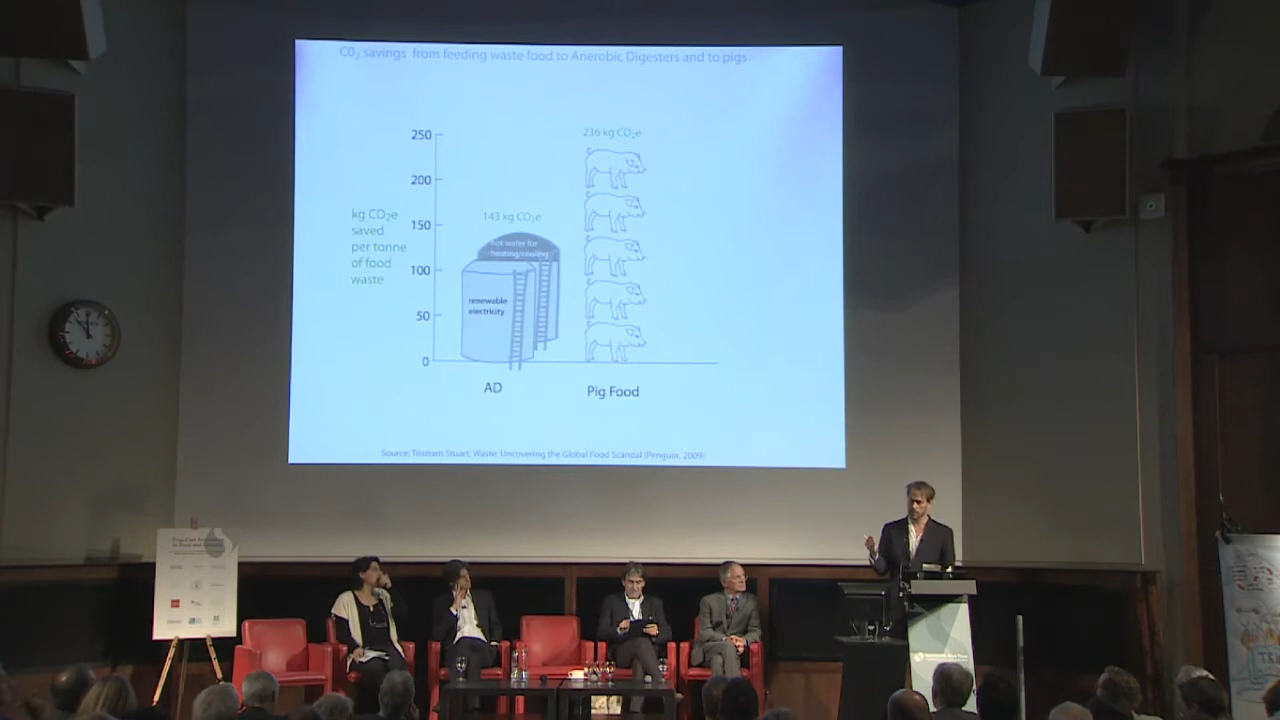 C0₂ savings from feeding waste food to Anerobic Digesters and to pigs
250
200
150
100
50
0
kg CO₂e
saved
per tonne
of food
waste
143 kg CO₂e
hot water for
heating/cooling
renewable
electricity
236 kg CO₂e
AD
Pig Food
Source: Tristram Stuart, Waste: Uncovering the Global Food Scandal (Penguin, 2009)